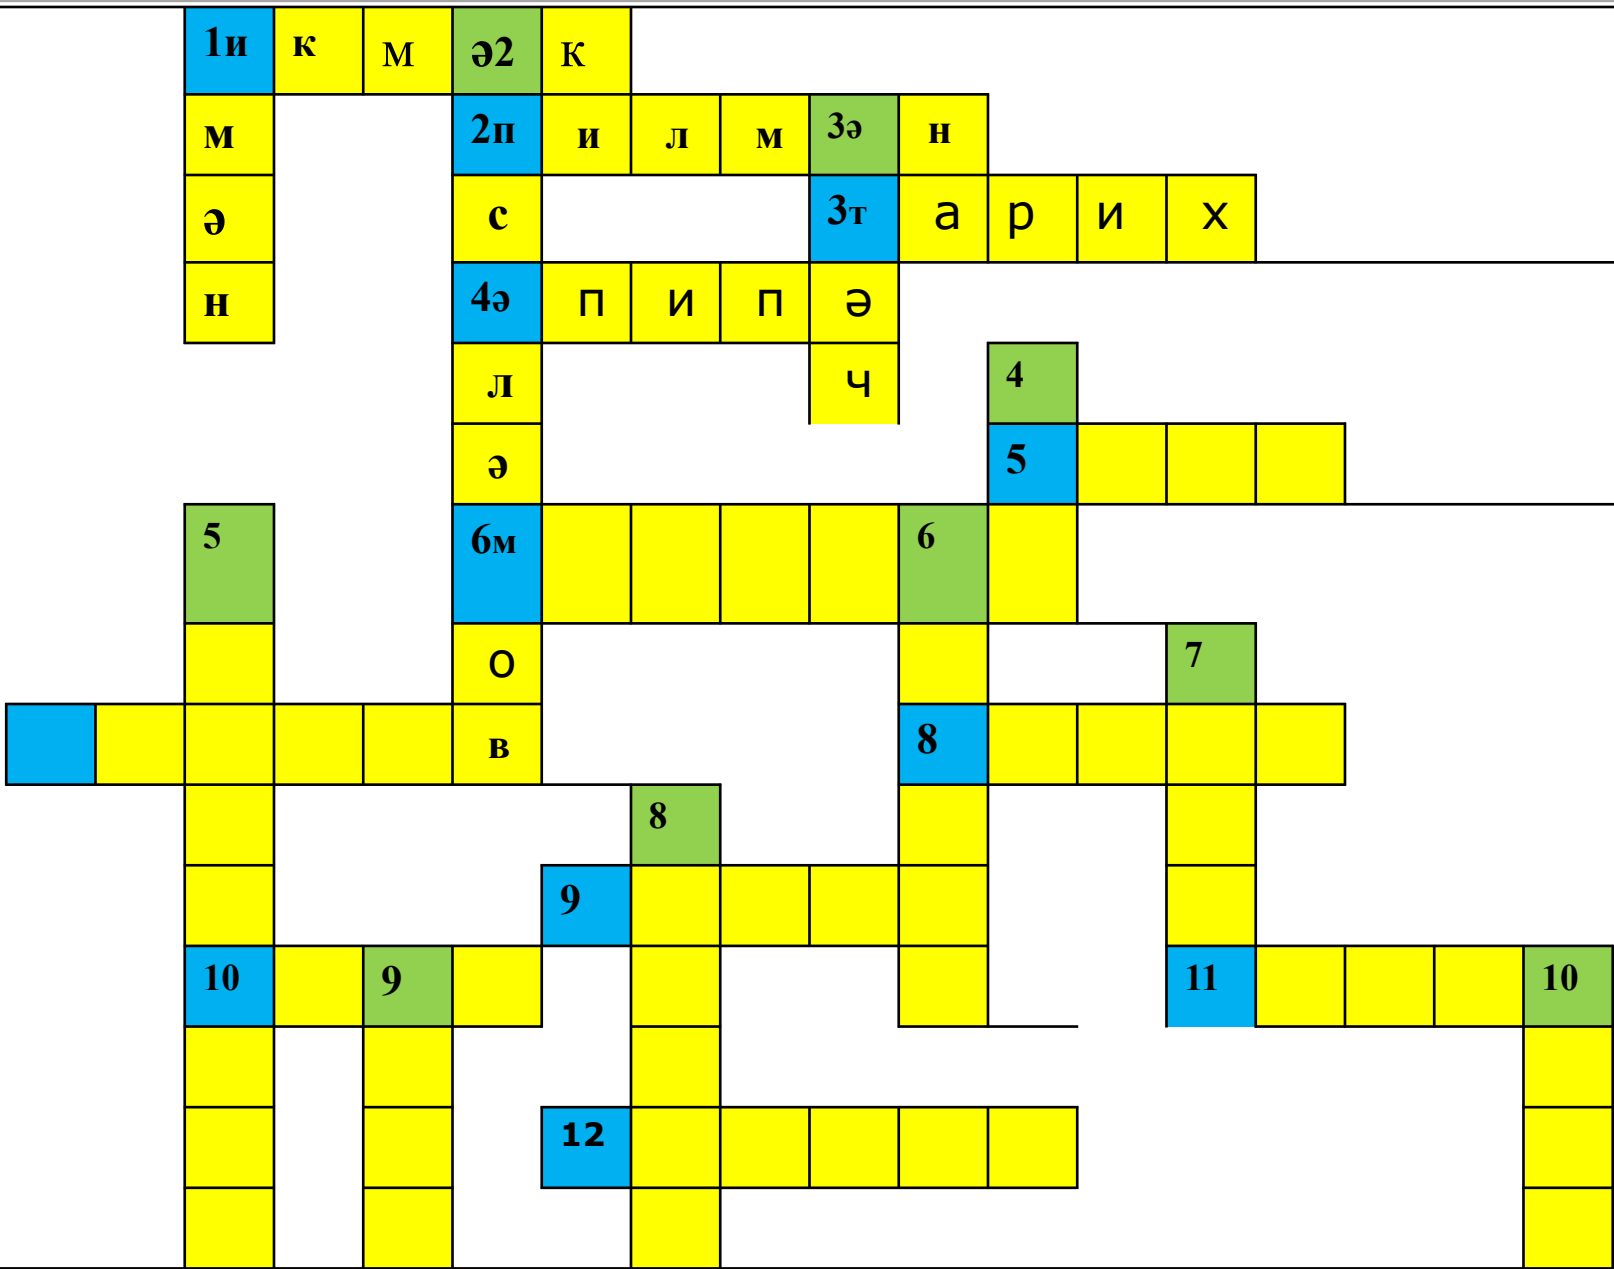 1и к м ә2 к
м 2п и л м 3ә н
ә с 3т а р и х
н 4ә п и п ә
л ч 4
ә 5
5 6м 6
о 7
в 8
8
9
10 9 11 10
12